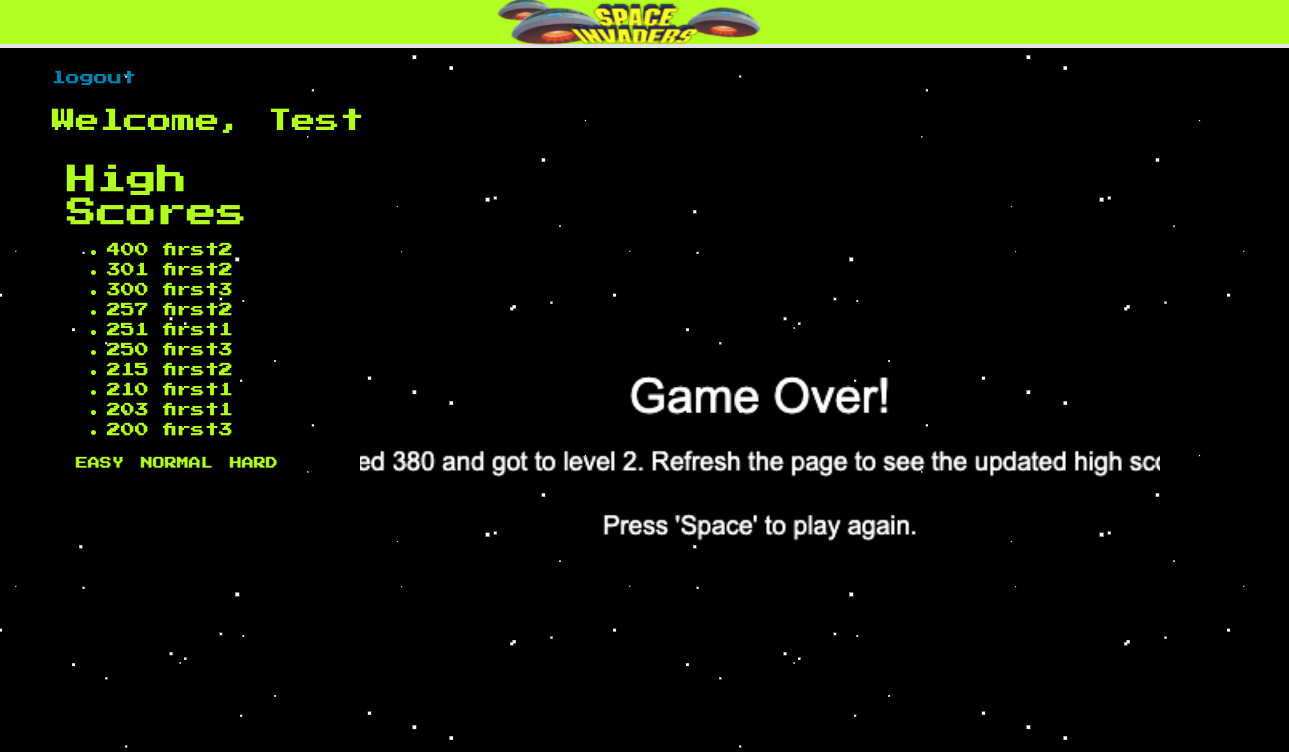 SPACE
INVADERS
logout
Welcome, Test
High
Scores
400 first2
301 first2
300 first3
257 first2
251 first1
250 first3
215 first2
210 first1
203 first1
200 first3
EASY NORMAL HARD
Game Over!
380 and got to level 2. Refresh the page to see the updated high
Press 'Space' to play again.